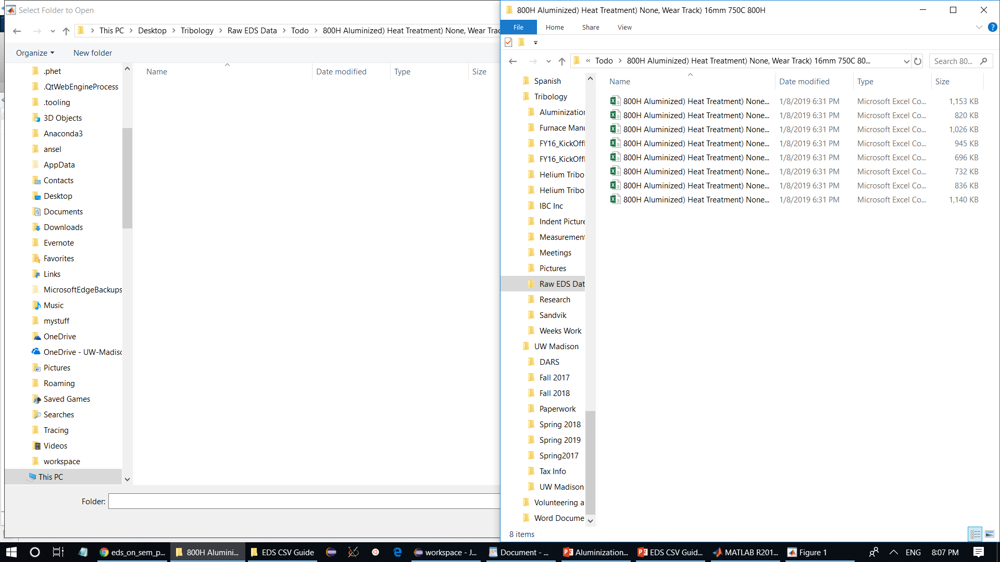 Select Folder to Open
This PC > Desktop > Tribology > Raw EDS Data > Todo > 800H Aluminized) Heat Treatment) None, Wear Trac
Organize
New folder
Name
Date modified
Type
Size
.phet
.QtWebEngineProcess
.tooling
3D Objects
Anaconda3
ansel
AppData
Contacts
Desktop
Documents
Downloads
Evernote
Favorites
Links
MicrosoftEdgeBackups
Music
mystuff
OneDrive
OneDrive - UW-Madisc
Pictures
Roaming
Saved Games
Searches
Tracing
Videos
workspace
This PC
Folder:
800H Aluminized) Heat Treatment) None, Wear Track) 16mm 750C 800H
File
Home
Share
View
« Todo > 800H Aluminized) Heat Treatment) None, Wear Track) 16mm 750C 80...
Search 80...
Spanish
Tribology
Aluminization
Furnace Manu
FY16_KickOff
FY16_KickOff
Helium Tribo
Helium Tribo
IBC Inc
Indent Picture
Measurement
Meetings
Pictures
Raw EDS Dat
Research
Sandvik
Weeks Work
UW Madison
DARS
Fall 2017
Fall 2018
Paperwork
Spring 2018
Spring 2019
Spring2017
Tax Info
UW Madison
Volunteering a
Word Docume
Name
Date modified
Type
Size
800H Aluminized) Heat Treatment) None... 1/8/2019 6:31 PM Microsoft Excel Co... 1,153 KB
800H Aluminized) Heat Treatment) None... 1/8/2019 6:31 PM Microsoft Excel Co... 820 KB
800H Aluminized) Heat Treatment) None... 1/8/2019 6:31 PM Microsoft Excel Co... 1,026 KB
800H Aluminized) Heat Treatment) None... 1/8/2019 6:31 PM Microsoft Excel Co... 945 KB
800H Aluminized) Heat Treatment) None... 1/8/2019 6:31 PM Microsoft Excel Co... 696 KB
800H Aluminized) Heat Treatment) None... 1/8/2019 6:31 PM Microsoft Excel Co... 732 KB
800H Aluminized) Heat Treatment) None... 1/8/2019 6:31 PM Microsoft Excel Co... 836 KB
800H Aluminized) Heat Treatment) None... 1/8/2019 6:31 PM Microsoft Excel Co... 1,140 KB
8 items
eds_on_sem_p...
800H Alumini...
EDS CSV Guide
workspace - J...
Document - ...
Aluminization...
EDS CSV Guid...
MATLAB R201...
Figure 1
ENG
8:07 PM